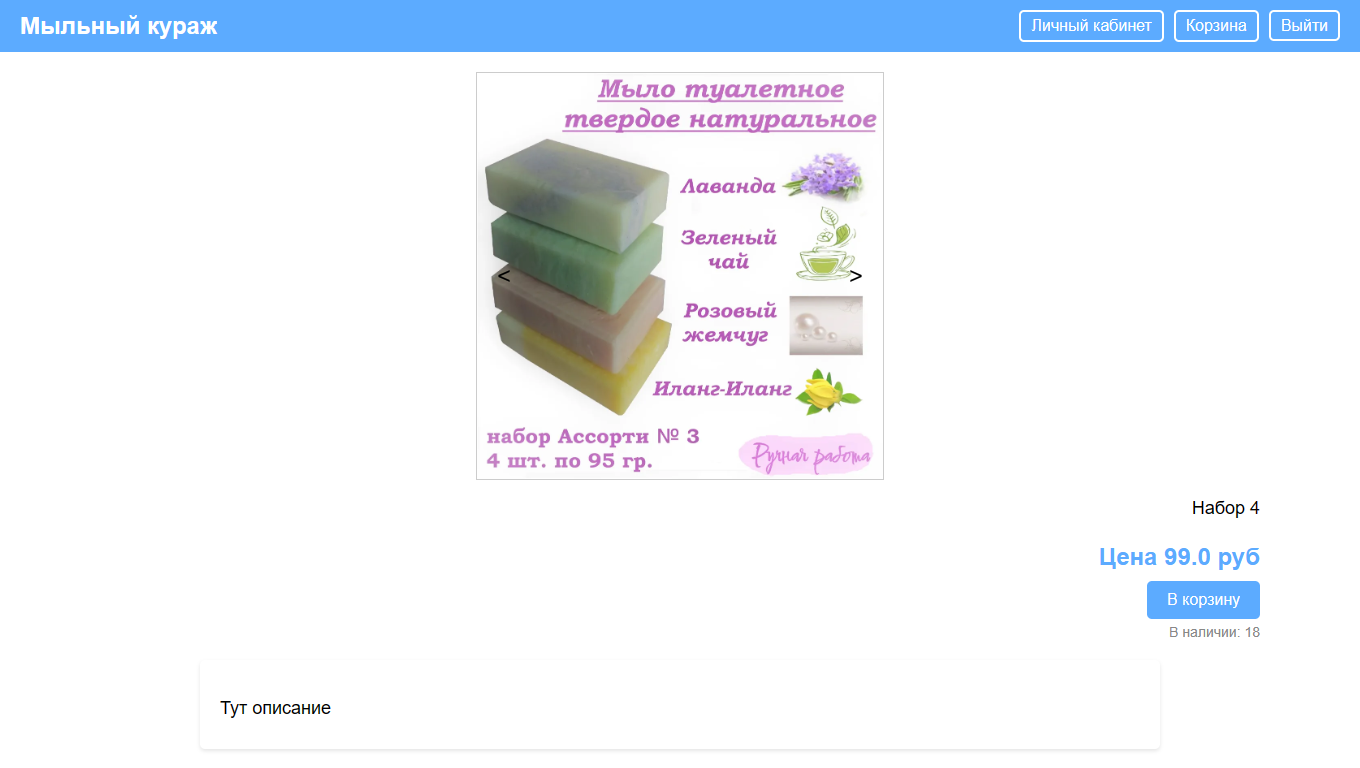 Мыльный кураж
Личный кабинет
Корзина
Выйти
Мыло туалетное
твердое натуральное
Лаванда
Зеленый
чай
<
>
Розовый
жемчуг
Иланг-Иланг
набор Ассорти № 3
4 шт. по 95 гр.
Ручная работа
Набор 4
Цена 99.0 руб
В корзину
В наличии: 18
Тут описание